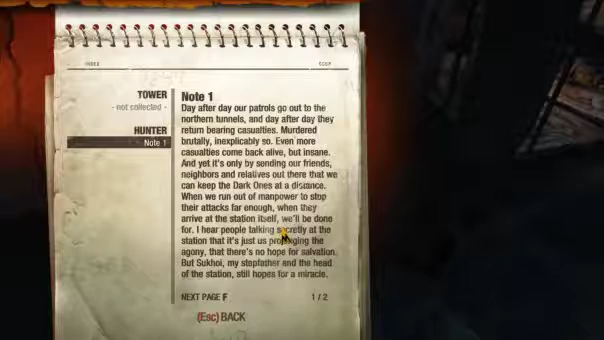 INDEX
TOWER
- not collected -
HUNTER
Note 1
Note 1
Day after day our patrols go out to the
northern tunnels, and day after day they
return bearing casualties. Murdered
brutally, inexplicably so. Even more
casualties come back alive, but insane.
And yet it's only by sending our friends,
neighbors and relatives out there that we
can keep the Dark Ones at a distance.
When we run out of manpower to stop
their attacks far enough, when they
arrive at the station itself, we'll be done
for. I hear people talking secretly at the
station that it's just us prolonging the
agony, that there's no hope for salvation.
But Sukhoi, my stepfather and the head
of the station, still hopes for a miracle.
NEXT PAGE F
1 / 2
(Esc) BACK